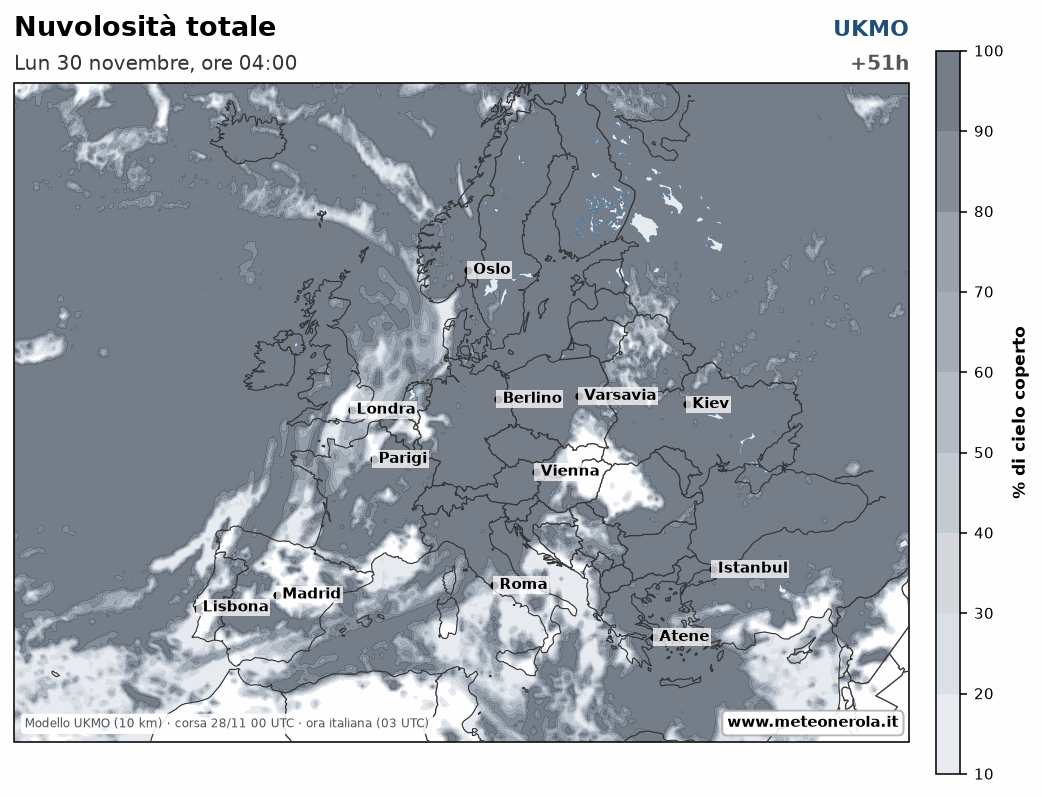 Nuvolosità totale
UKMO
Lun 30 novembre, ore 04:00
+51h
100
90
80
70
60
50
40
30
20
10
% di cielo coperto
Oslo
Berlino
Varsavia
Kiev
Londra
Parigi
Vienna
Istanbul
Roma
Madrid
Lisbona
Atene
Modello UKMO (10 km) · corsa 28/11 00 UTC · ora italiana (03 UTC)
www.meteonerola.it